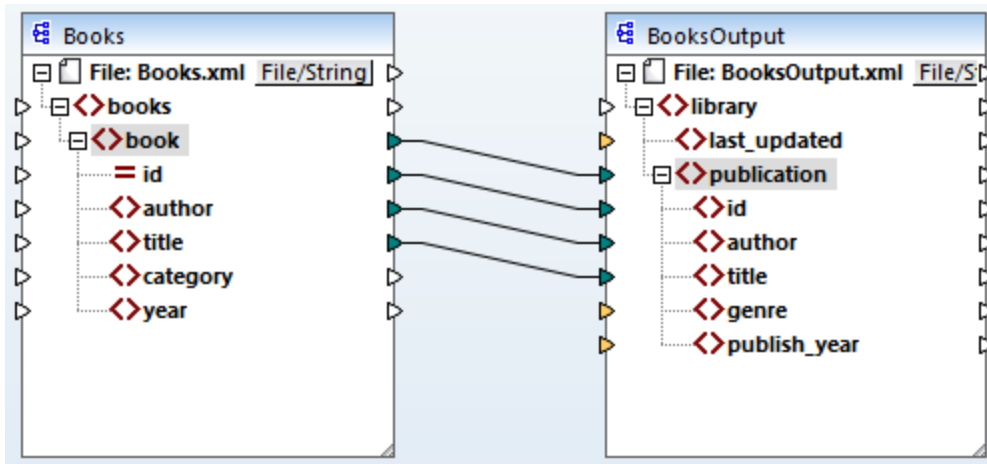 Books
File: Books.xml File/String
books
book
id
author
title
category
year
BooksOutput
File: BooksOutput.xml File/S
library
last_updated
publication
id
author
title
genre
publish_year